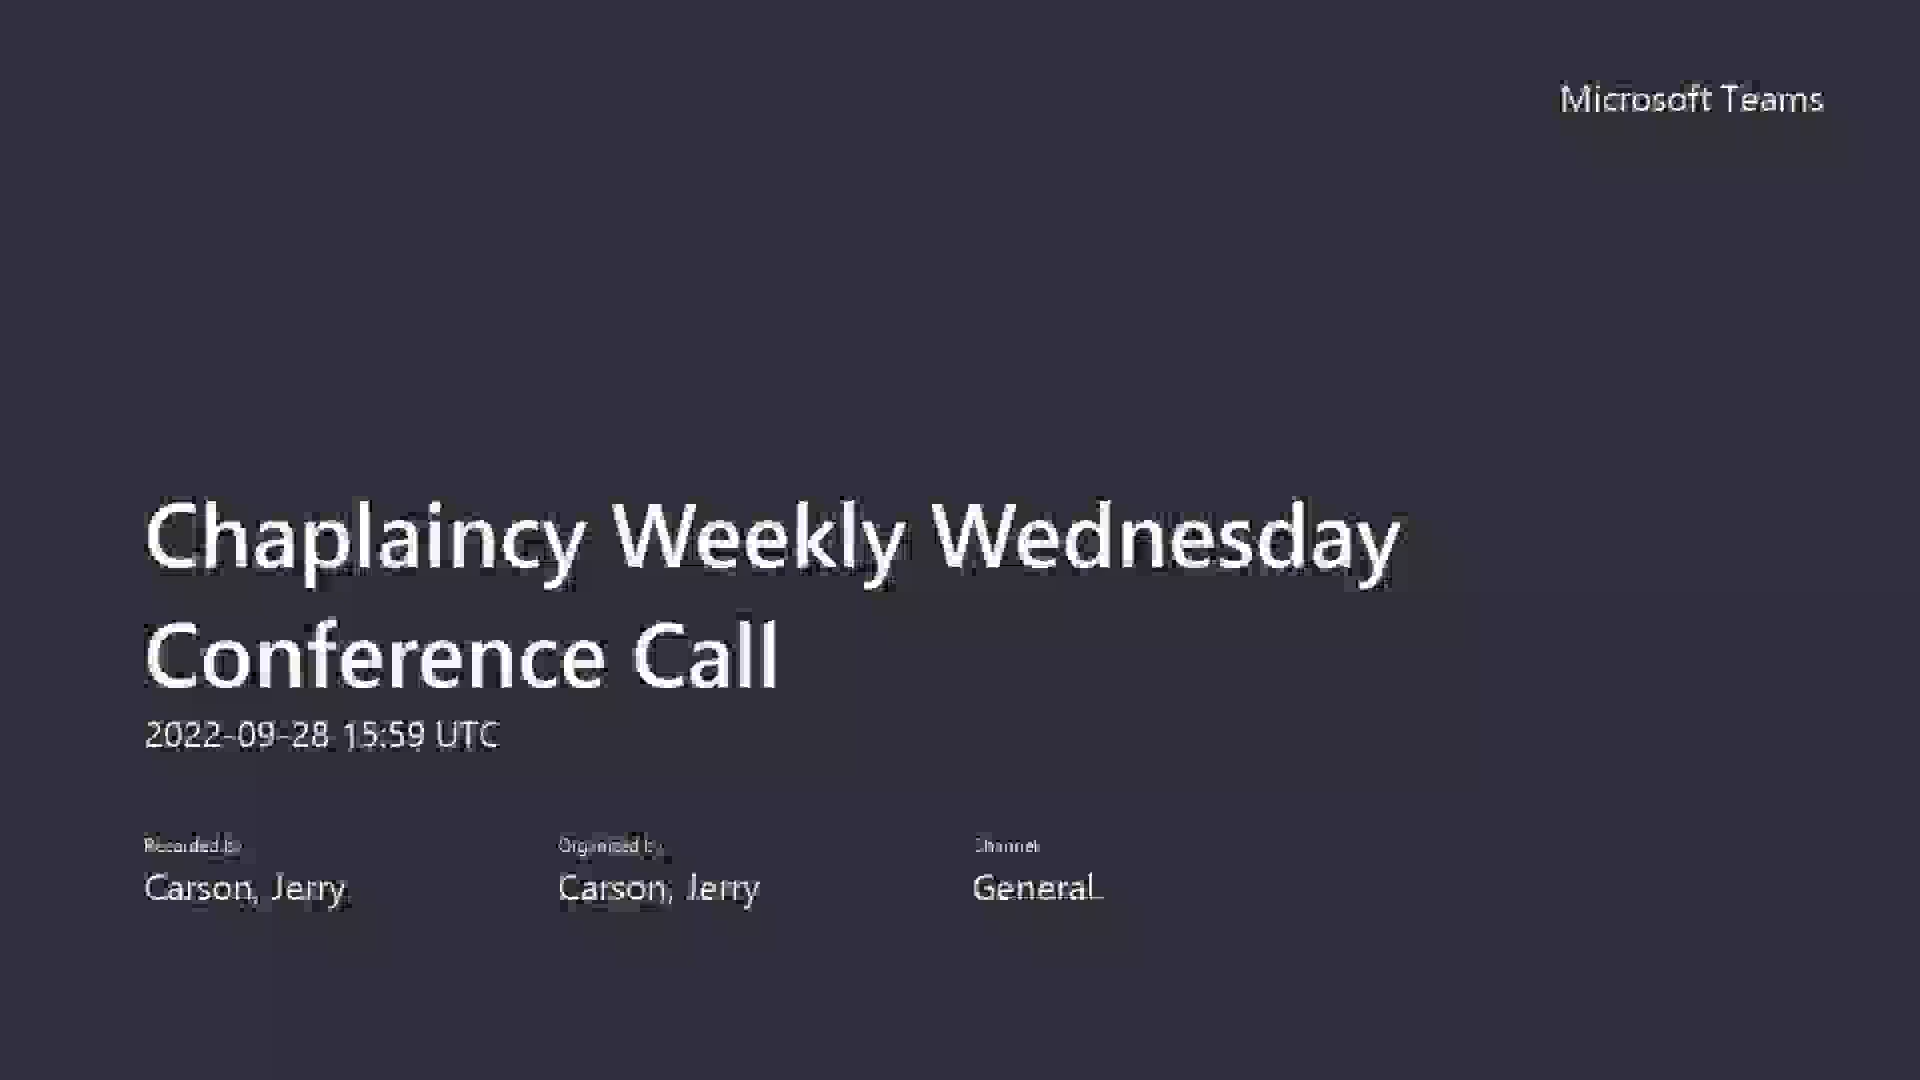 Microsoft Teams
Chaplaincy Weekly Wednesday
Conference Call
2022-09-28 15:59 UTC
Recorded by Organized by Channel
Carson, Jerry Carson, Jerry General